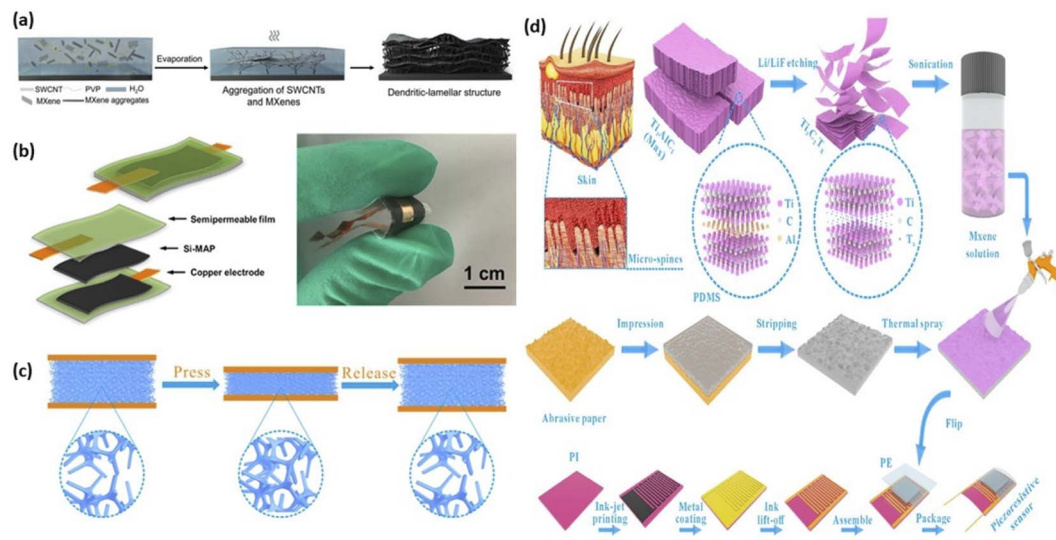 (a)
Evaporation
SWCNT
PVP
H₂O
MXene
MXene aggregates
Aggregation of SWCNTs
and MXenes
Dendritic-lamellar structure
(b)
Semipermeable film
Si-MAP
Copper electrode
1 cm
(c)
Press
Release
(d)
Skin
Micro-spines
Ti₃AlC₂
(Max)
Li/LiF etching
Ti₃C₂Tₓ
Sonication
Mxene
solution
Ti
C
Al
Ti
C
Tₓ
PDMS
Impression
Stripping
Thermal spray
Abrasive paper
Flip
PI
Ink-jet
printing
Metal
coating
Ink
lift-off
Assemble
PE
Package
Piezoresistive
sensor